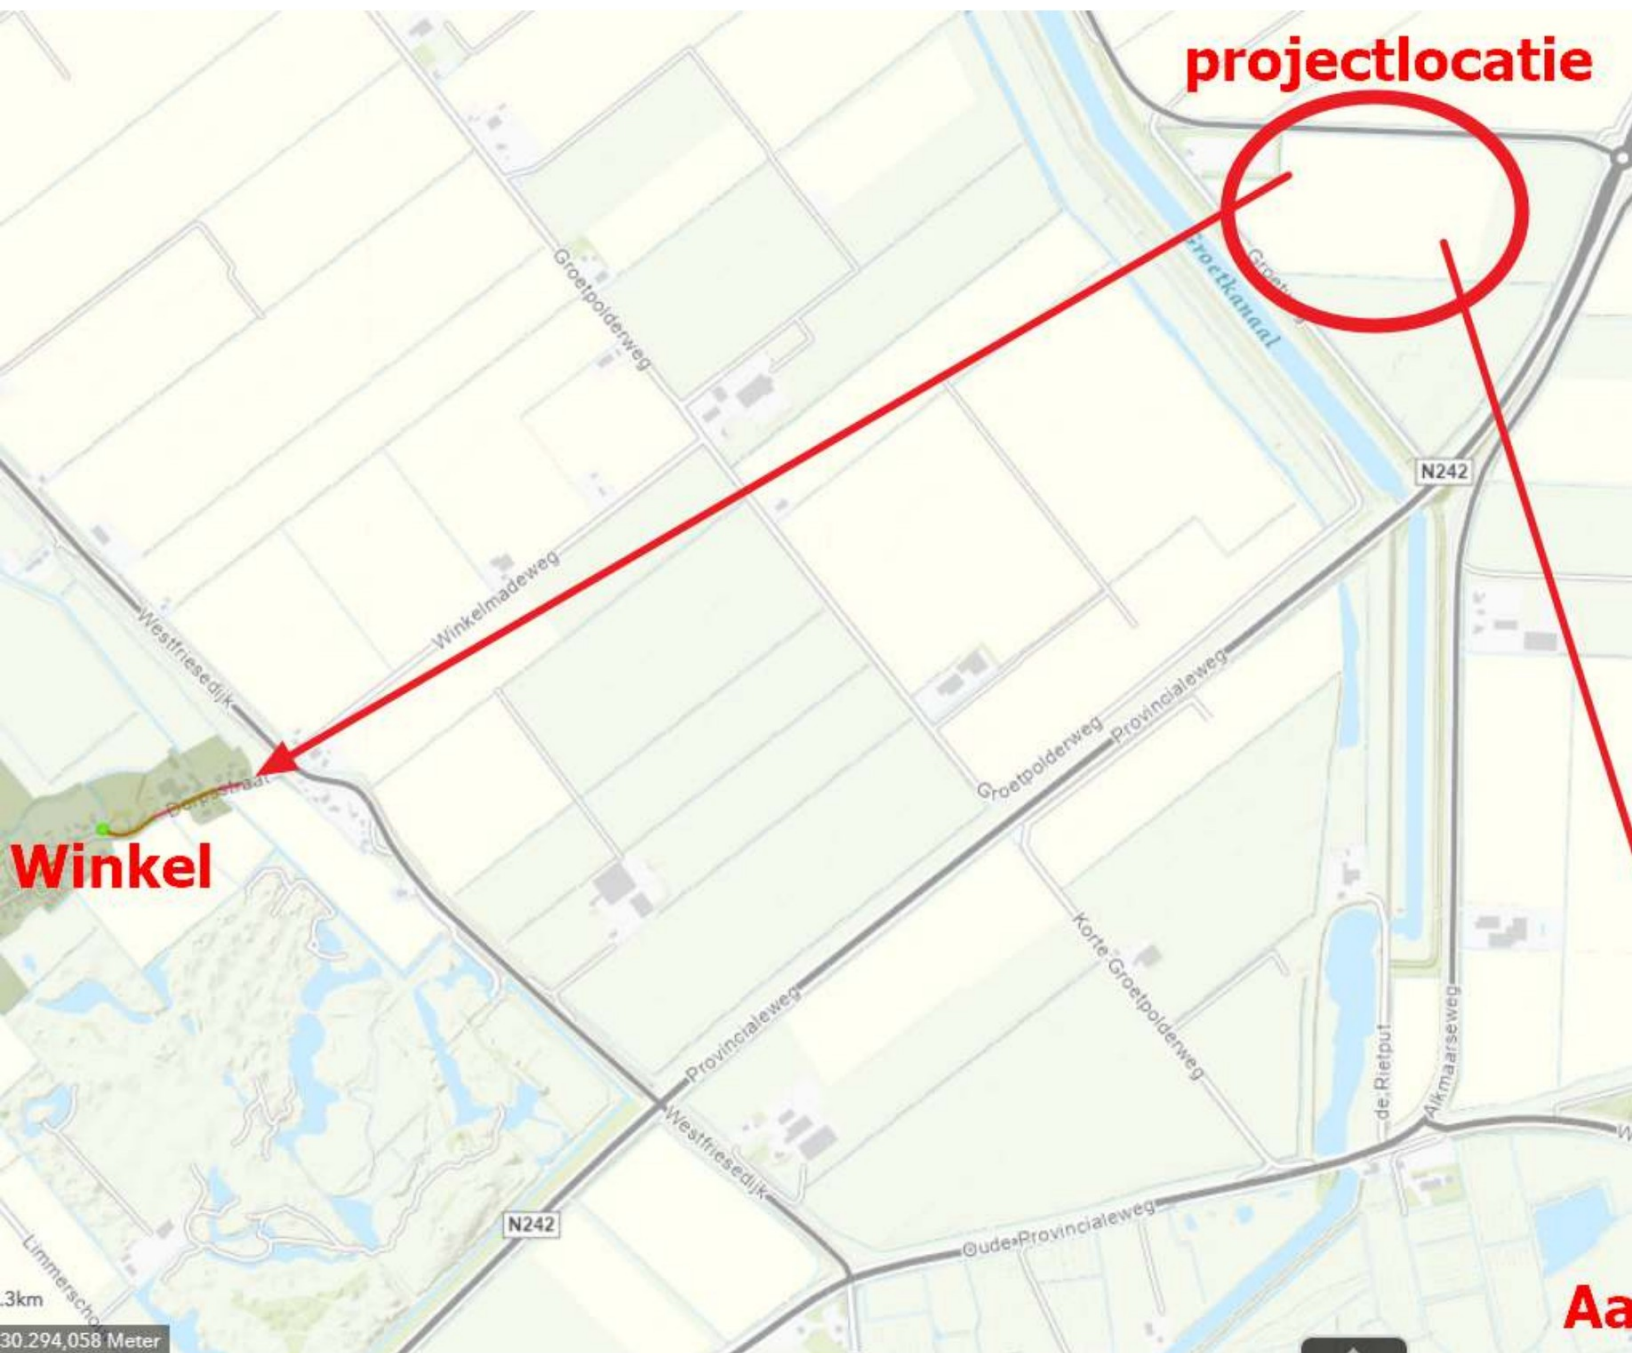 projectlocatie
Groetkanaal
Groetweg
Groetpolderweg
N242
Winkelmadeweg
Westfriesedijk
Provincialeweg
Groetpolderweg
Dorpsstraat
Winkel
Korte Groetpolderweg
Provincialeweg
Alkmaarseweg
de Rietput
Westfriesedijk
N242
Oude Provincialeweg
W
Aa
.3km
30.294,058 Meter